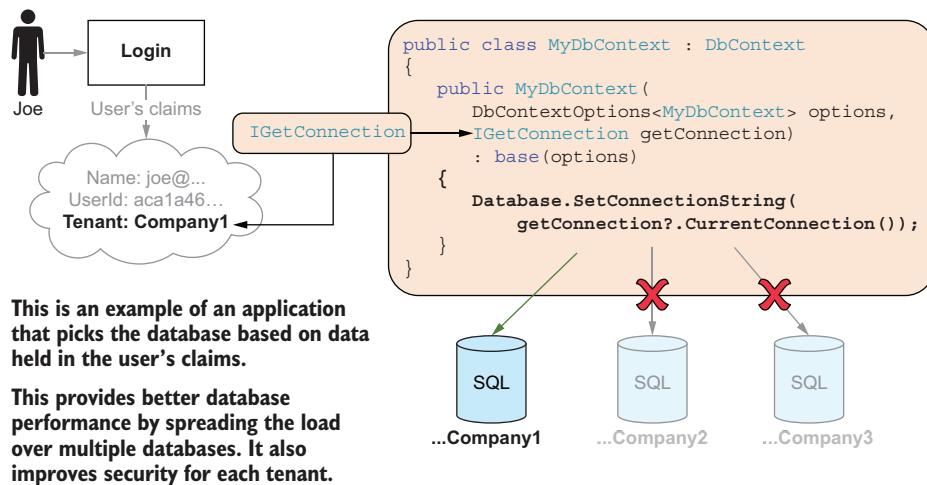 Joe
Login
User's claims
Name: joe@...
UserId: aca1a46...
Tenant: Company1
IGetConnection
public class MyDbContext : DbContext
{
public MyDbContext(
DbContextOptions<MyDbContext> options,
IGetConnection getConnection)
: base(options)
{
Database.SetConnectionString(
getConnection?.CurrentConnection());
}
}
SQL
...Company1
SQL
...Company2
SQL
...Company3
This is an example of an application
that picks the database based on data
held in the user's claims.
This provides better database
performance by spreading the load
over multiple databases. It also
improves security for each tenant.